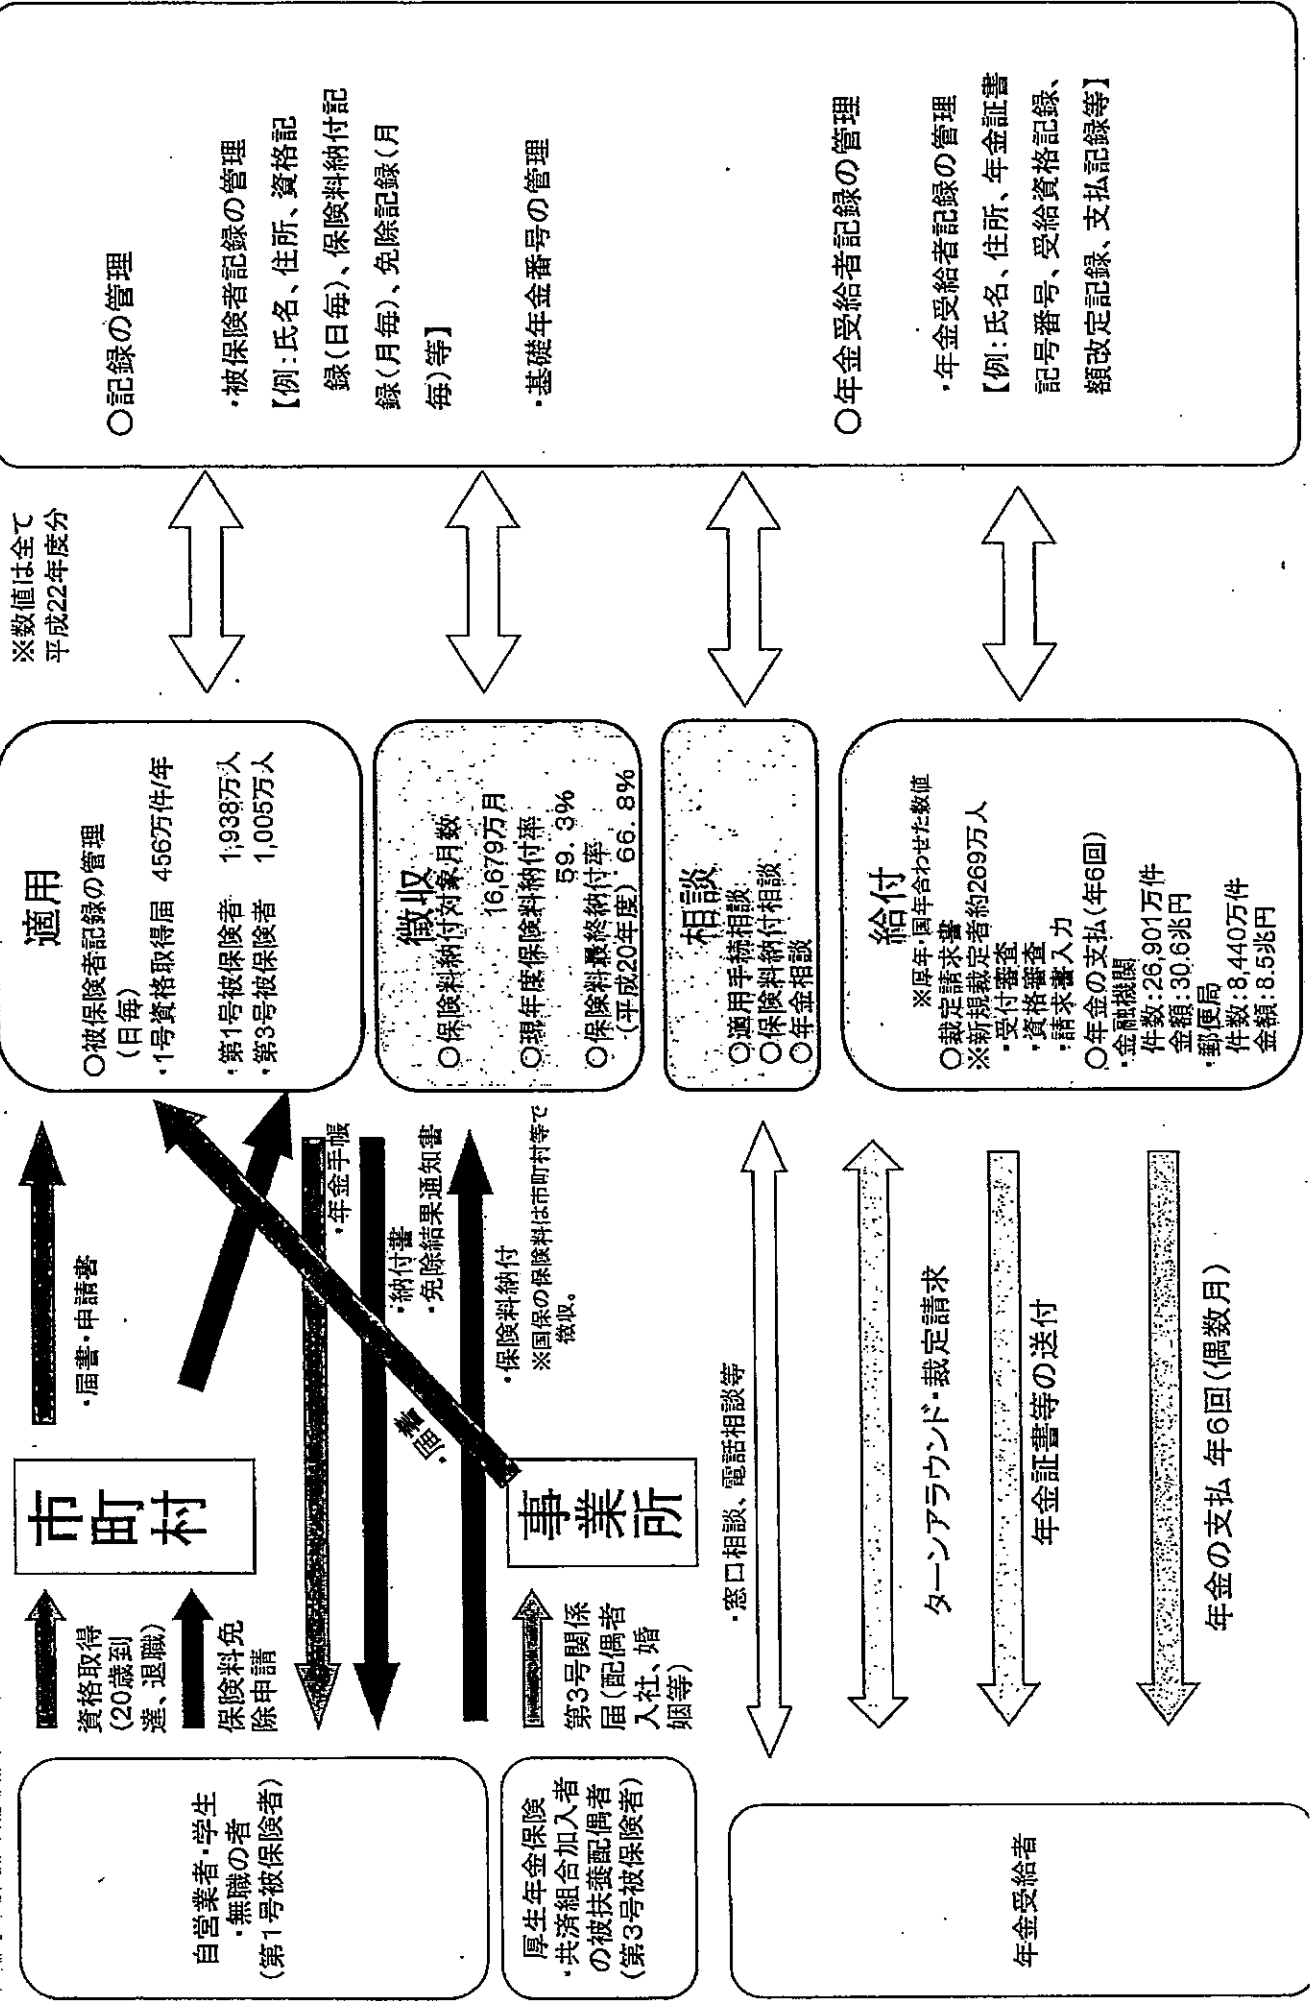 自営業者・学生
・無職の者
(第1号被保険者)
厚生年金保険
・共済組合加入者
の被扶養配偶者
(第3号被保険者)
年金受給者
資格取得
(20歳到
達、退職)
保険料免
除申請
市町村
・届書・申請書
・年金手帳
・納付書
・免除結果通知書
・保険料納付
※国保の保険料は市町村等で
徴収。
第3号関係
届(配偶者
入社、婚
姻等)
事業所
・届書
・窓口相談、電話相談等
ターンアラウンド・裁定請求
年金証書等の送付
年金の支払 年6回(偶数月)
適用
○被保険者記録の管理
(日毎)
・1号資格取得届 456万件/年
・第1号被保険者 1,938万人
・第3号被保険者 1,005万人
徴収
○保険料納付対象月数
16,679万月
○現年度保険料納付率
59.3%
○保険料最終納付率
(平成20年度) 66.8%
相談
○適用手続相談
○保険料納付相談
○年金相談
給付
※厚年・国年合わせた数値
○裁定請求書
※新規裁定者約269万人
・受付審査
・資格審査
・請求書入力
○年金の支払(年6回)
・金融機関
件数:26,901万件
金額:30.6兆円
・郵便局
件数:8,440万件
金額:8.5兆円
※数値は全て
平成22年度分
○記録の管理
・被保険者記録の管理
【例:氏名、住所、資格記
録(日毎)、保険料納付記
録(月毎)、免除記録(月
毎)等】
・基礎年金番号の管理
○年金受給者記録の管理
・年金受給者記録の管理
【例:氏名、住所、年金証書
記号番号、受給資格記録、
額改定記録、支払記録等】